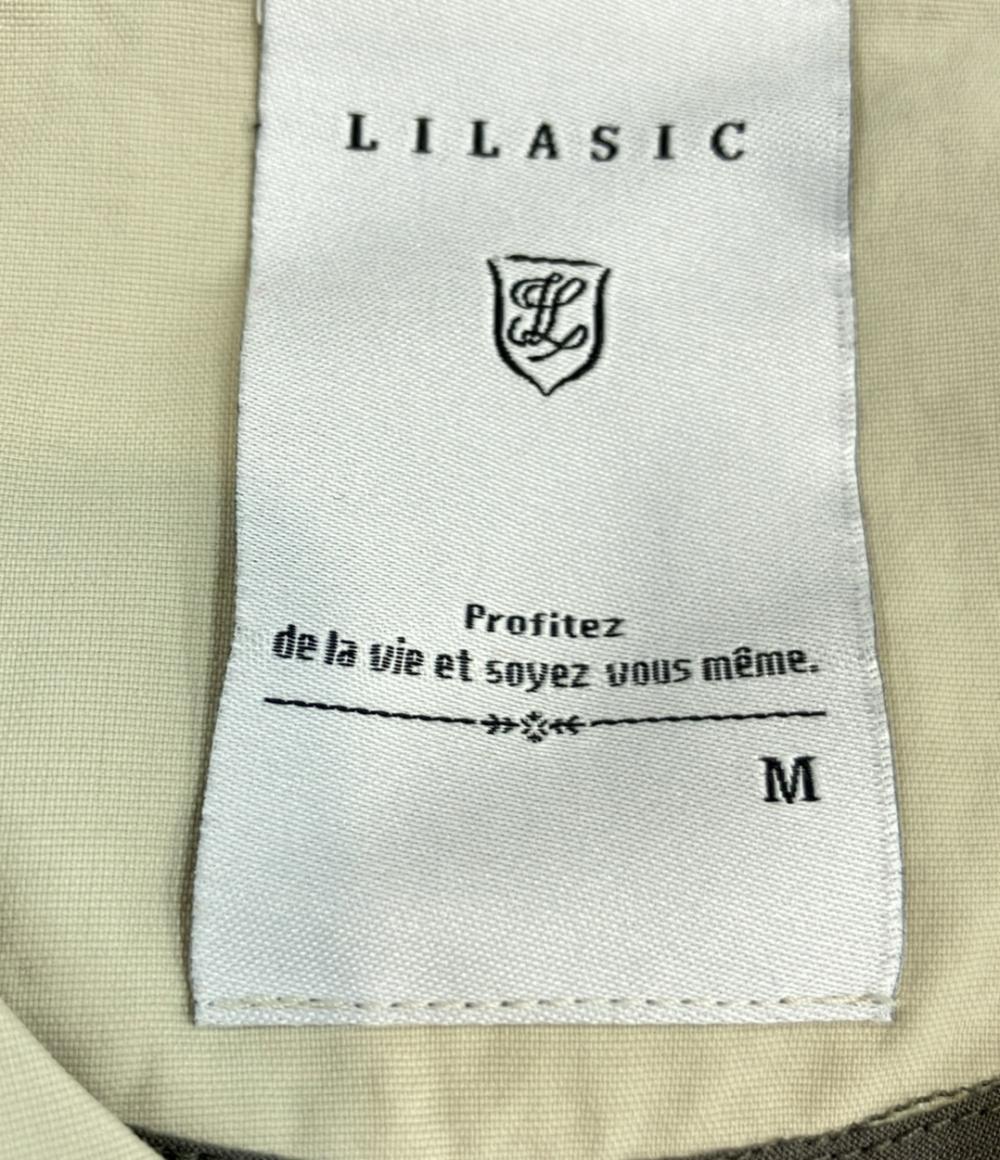 LILASIC
L
Profitez
de la vie et soyez vous même.
M